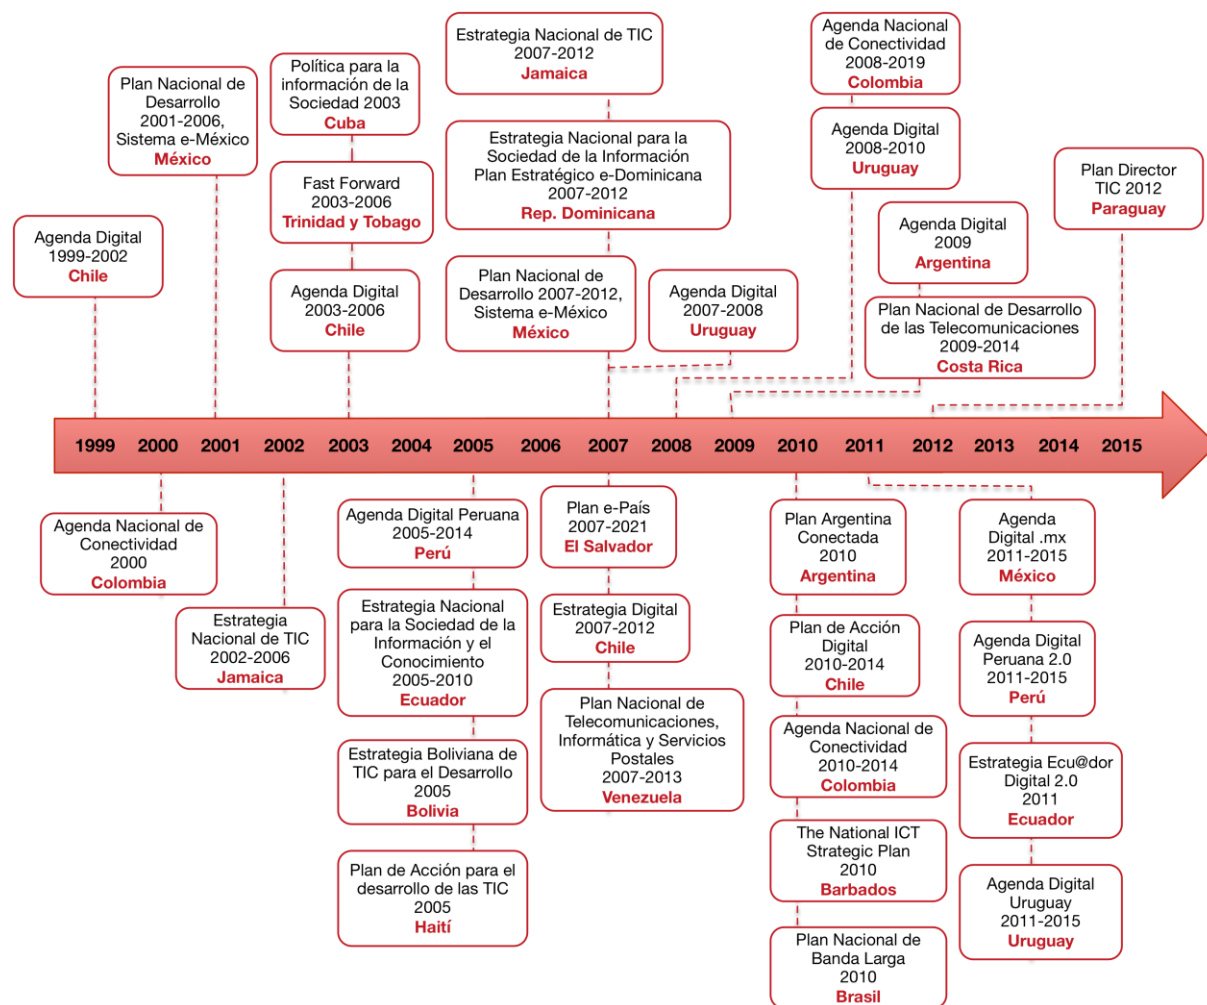 Agenda Digital
1999-2002
Chile
Plan Nacional de
Desarrollo
2001-2006,
Sistema e-México
México
Política para la
información de la
Sociedad 2003
Cuba
Fast Forward
2003-2006
Trinidad y Tobago
Agenda Digital
2003-2006
Chile
Estrategia Nacional de TIC
2007-2012
Jamaica
Estrategia Nacional para la
Sociedad de la Información
Plan Estratégico e-Dominicana
2007-2012
Rep. Dominicana
Plan Nacional de
Desarrollo 2007-2012,
Sistema e-México
México
Agenda Digital
2007-2008
Uruguay
Agenda Nacional
de Conectividad
2008-2019
Colombia
Agenda Digital
2008-2010
Uruguay
Agenda Digital
2009
Argentina
Plan Nacional de Desarrollo
de las Telecomunicaciones
2009-2014
Costa Rica
Plan Director
TIC 2012
Paraguay
1999 2000 2001 2002 2003 2004 2005 2006 2007 2008 2009 2010 2011 2012 2013 2014 2015
Agenda Nacional de
Conectividad
2000
Colombia
Estrategia
Nacional de TIC
2002-2006
Jamaica
Agenda Digital Peruana
2005-2014
Perú
Estrategia Nacional
para la Sociedad de la
Información y el
Conocimiento
2005-2010
Ecuador
Estrategia Boliviana de
TIC para el Desarrollo
2005
Bolivia
Plan de Acción para el
desarrollo de las TIC
2005
Haití
Plan e-País
2007-2021
El Salvador
Estrategia Digital
2007-2012
Chile
Plan Nacional de
Telecomunicaciones,
Informática y Servicios
Postales
2007-2013
Venezuela
Plan Argentina
Conectada
2010
Argentina
Plan de Acción
Digital
2010-2014
Chile
Agenda Nacional de
Conectividad
2010-2014
Colombia
The National ICT
Strategic Plan
2010
Barbados
Plan Nacional de
Banda Larga
2010
Brasil
Agenda
Digital .mx
2011-2015
México
Agenda Digital
Peruana 2.0
2011-2015
Perú
Estrategia Ecu@dor
Digital 2.0
2011
Ecuador
Agenda Digital
Uruguay
2011-2015
Uruguay